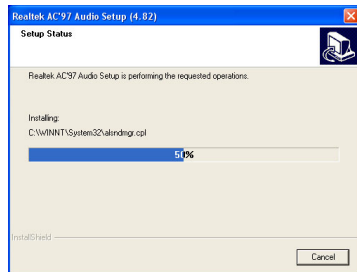 Realtek AC'97 Audio Setup (4.82)
Setup Status
Realtek AC'97 Audio Setup is performing the requested operations.
Installing:
C:\WINNT\System32\alsndmgr.cpl
50%
InstallShield
Cancel